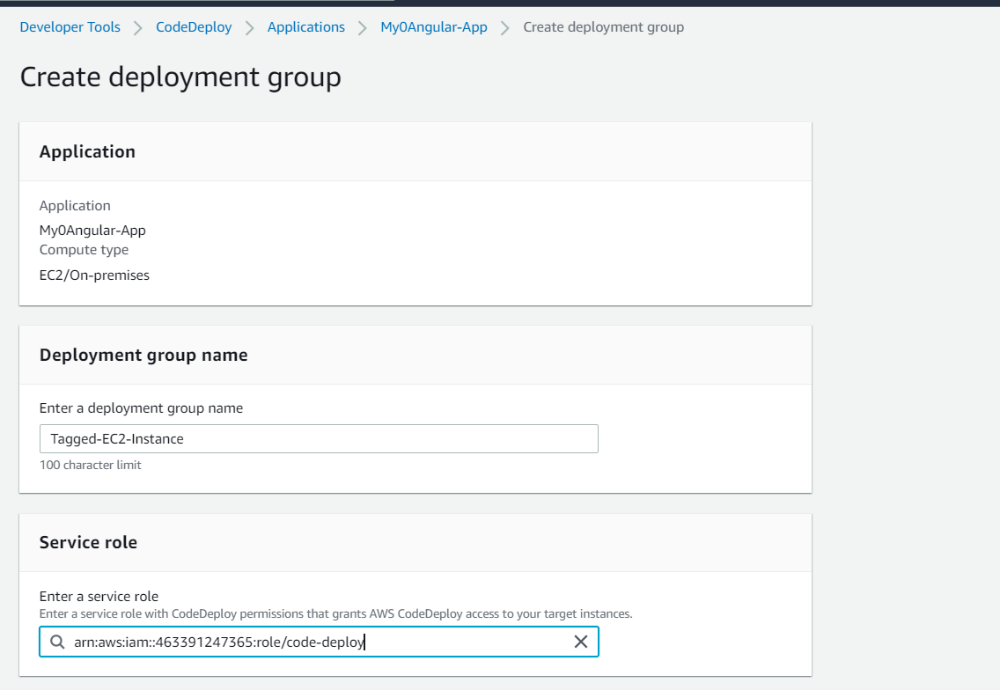 Developer Tools > CodeDeploy > Applications > My0Angular-App > Create deployment group
Create deployment group
Application
Application
My0Angular-App
Compute type
EC2/On-premises
Deployment group name
Enter a deployment group name
Tagged-EC2-Instance
100 character limit
Service role
Enter a service role
Enter a service role with CodeDeploy permissions that grants AWS CodeDeploy access to your target instances.
arn:aws:iam::463391247365:role/code-deploy